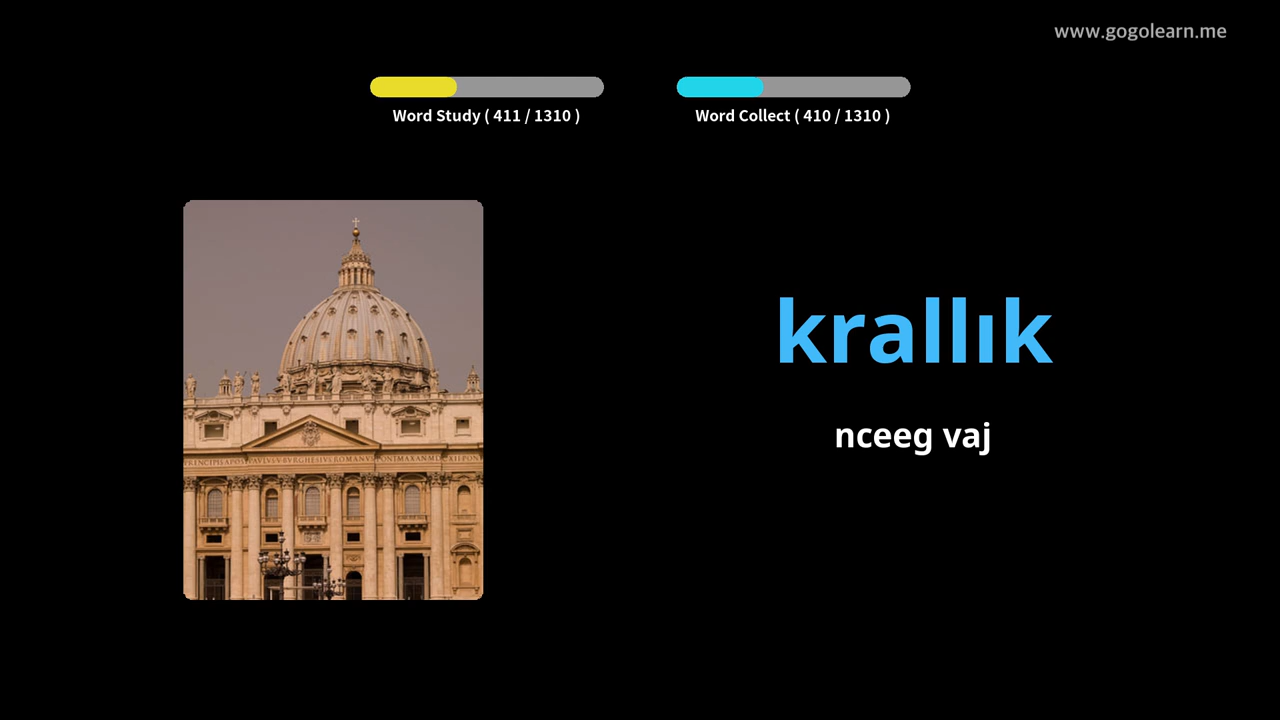 www.gogolearn.me
Word Study ( 411 / 1310 )
Word Collect ( 410 / 1310 )
krallık
nceeg vaj